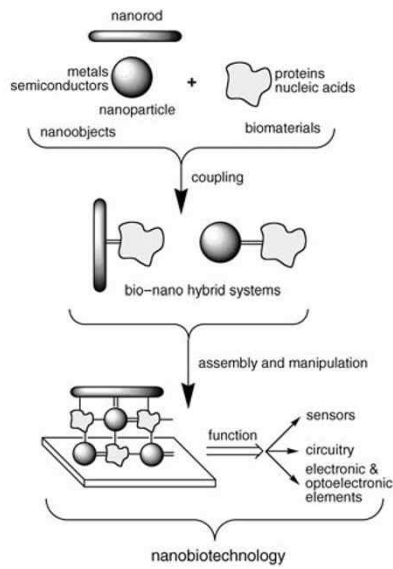 nanorod
metals
semiconductors
+
proteins
nucleic acids
nanoparticle
nanoobjects
biomaterials
coupling
bio–nano hybrid systems
assembly and manipulation
function
sensors
circuitry
electronic &
optoelectronic
elements
nanobiotechnology